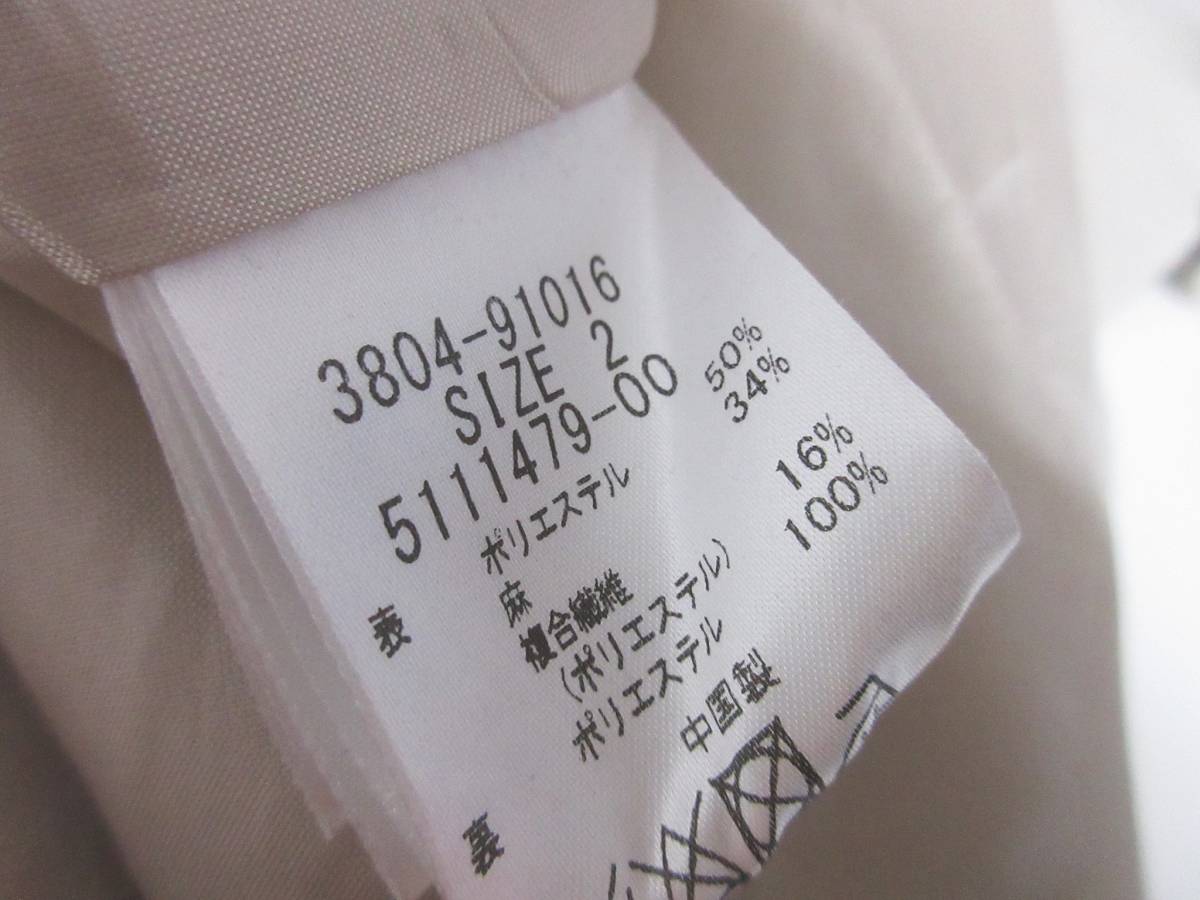 3804-91016
SIZE 2
5111479-00
表 ポリエステル 50%
麻 34%
複合繊維
(ポリエステル) 16%
裏 ポリエステル 100%
中国製